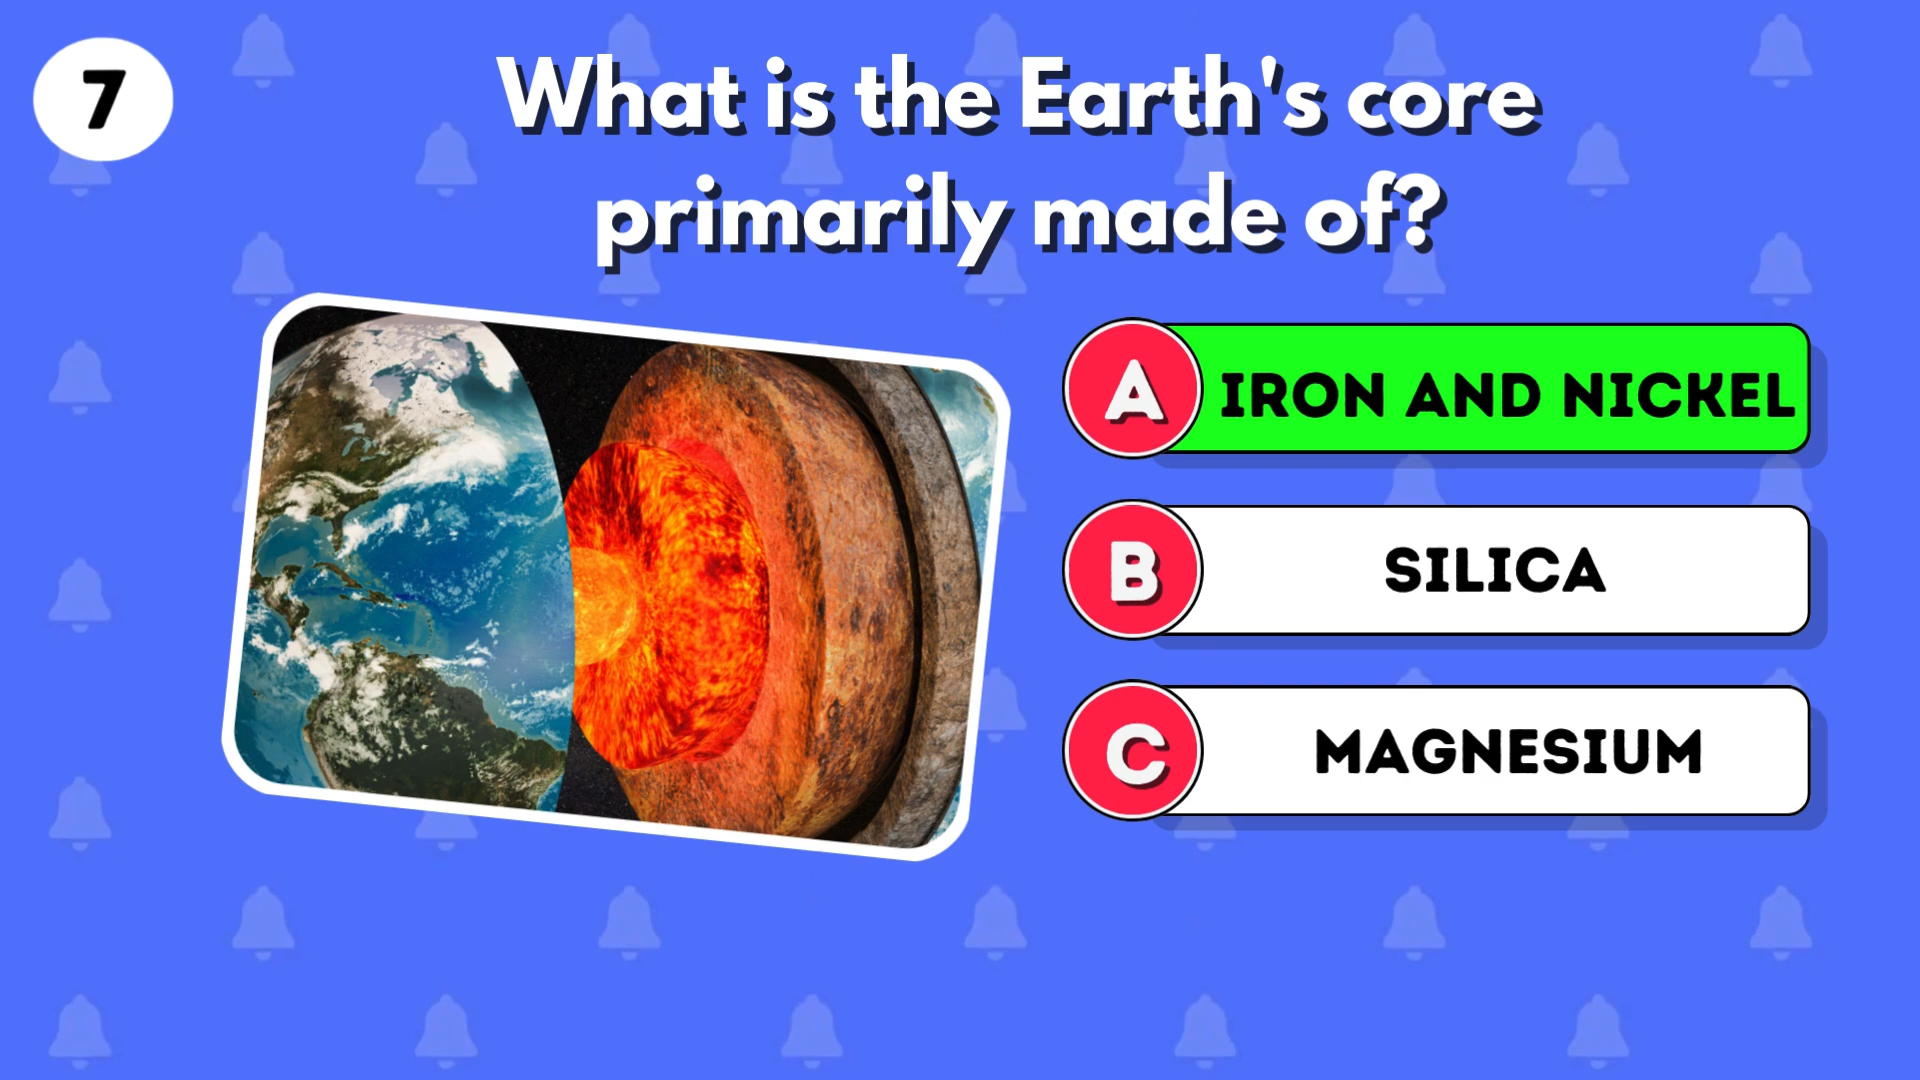 7
What is the Earth's core
primarily made of?
A IRON AND NICKEL
B SILICA
C MAGNESIUM